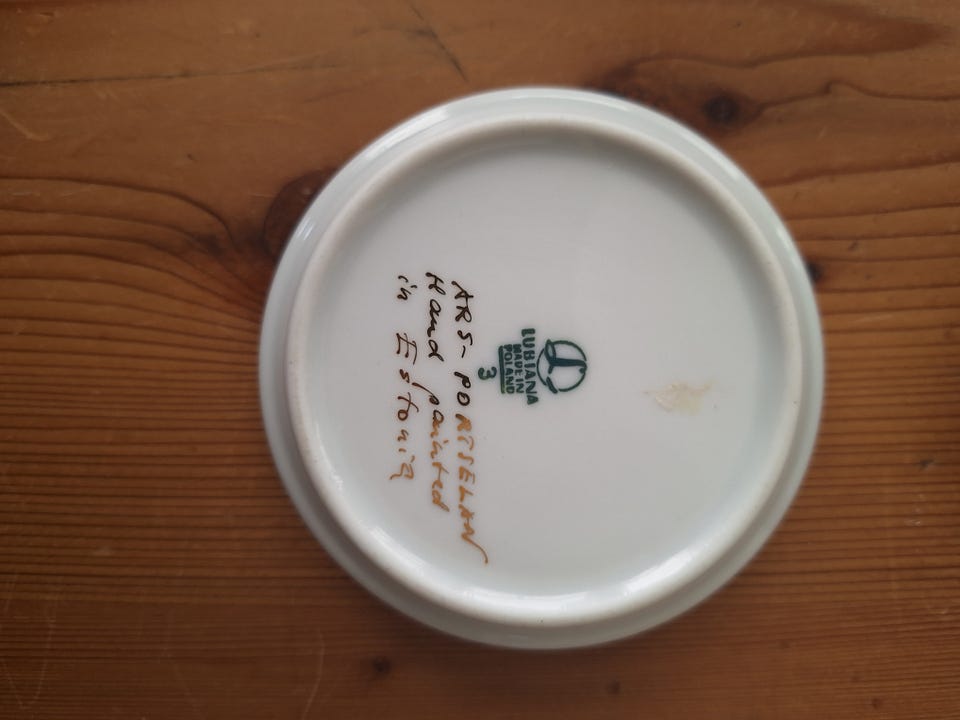 LUBIANA
MADE IN
POLAND
3
ARS-PORTSELAN
Hand painted
in Estonia